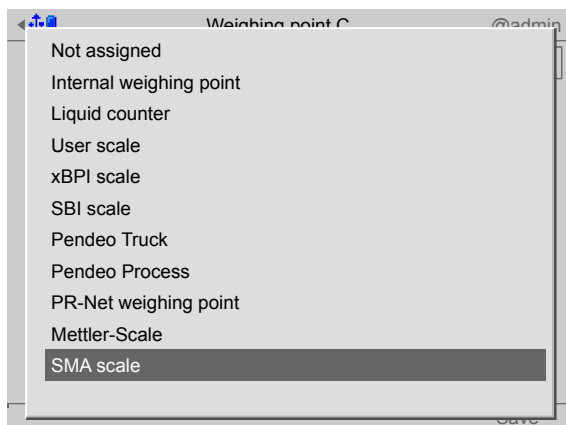 Weighing point C @admin
Not assigned
Internal weighing point
Liquid counter
User scale
xBPI scale
SBI scale
Pendeo Truck
Pendeo Process
PR-Net weighing point
Mettler-Scale
SMA scale
Save